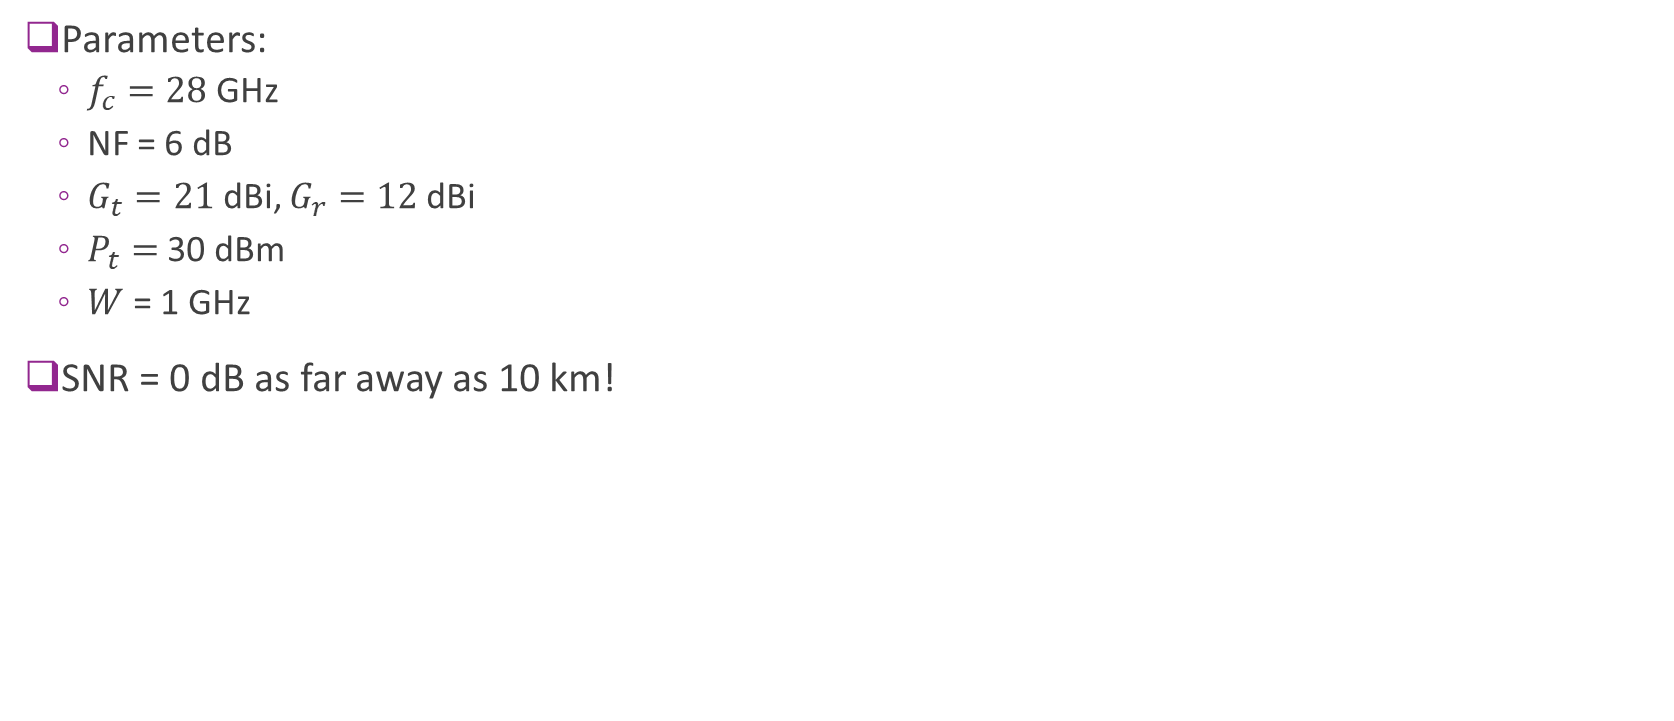 Parameters:
f_c = 28 GHz
NF = 6 dB
G_t = 21 dBi, G_r = 12 dBi
P_t = 30 dBm
W = 1 GHz
SNR = 0 dB as far away as 10 km!